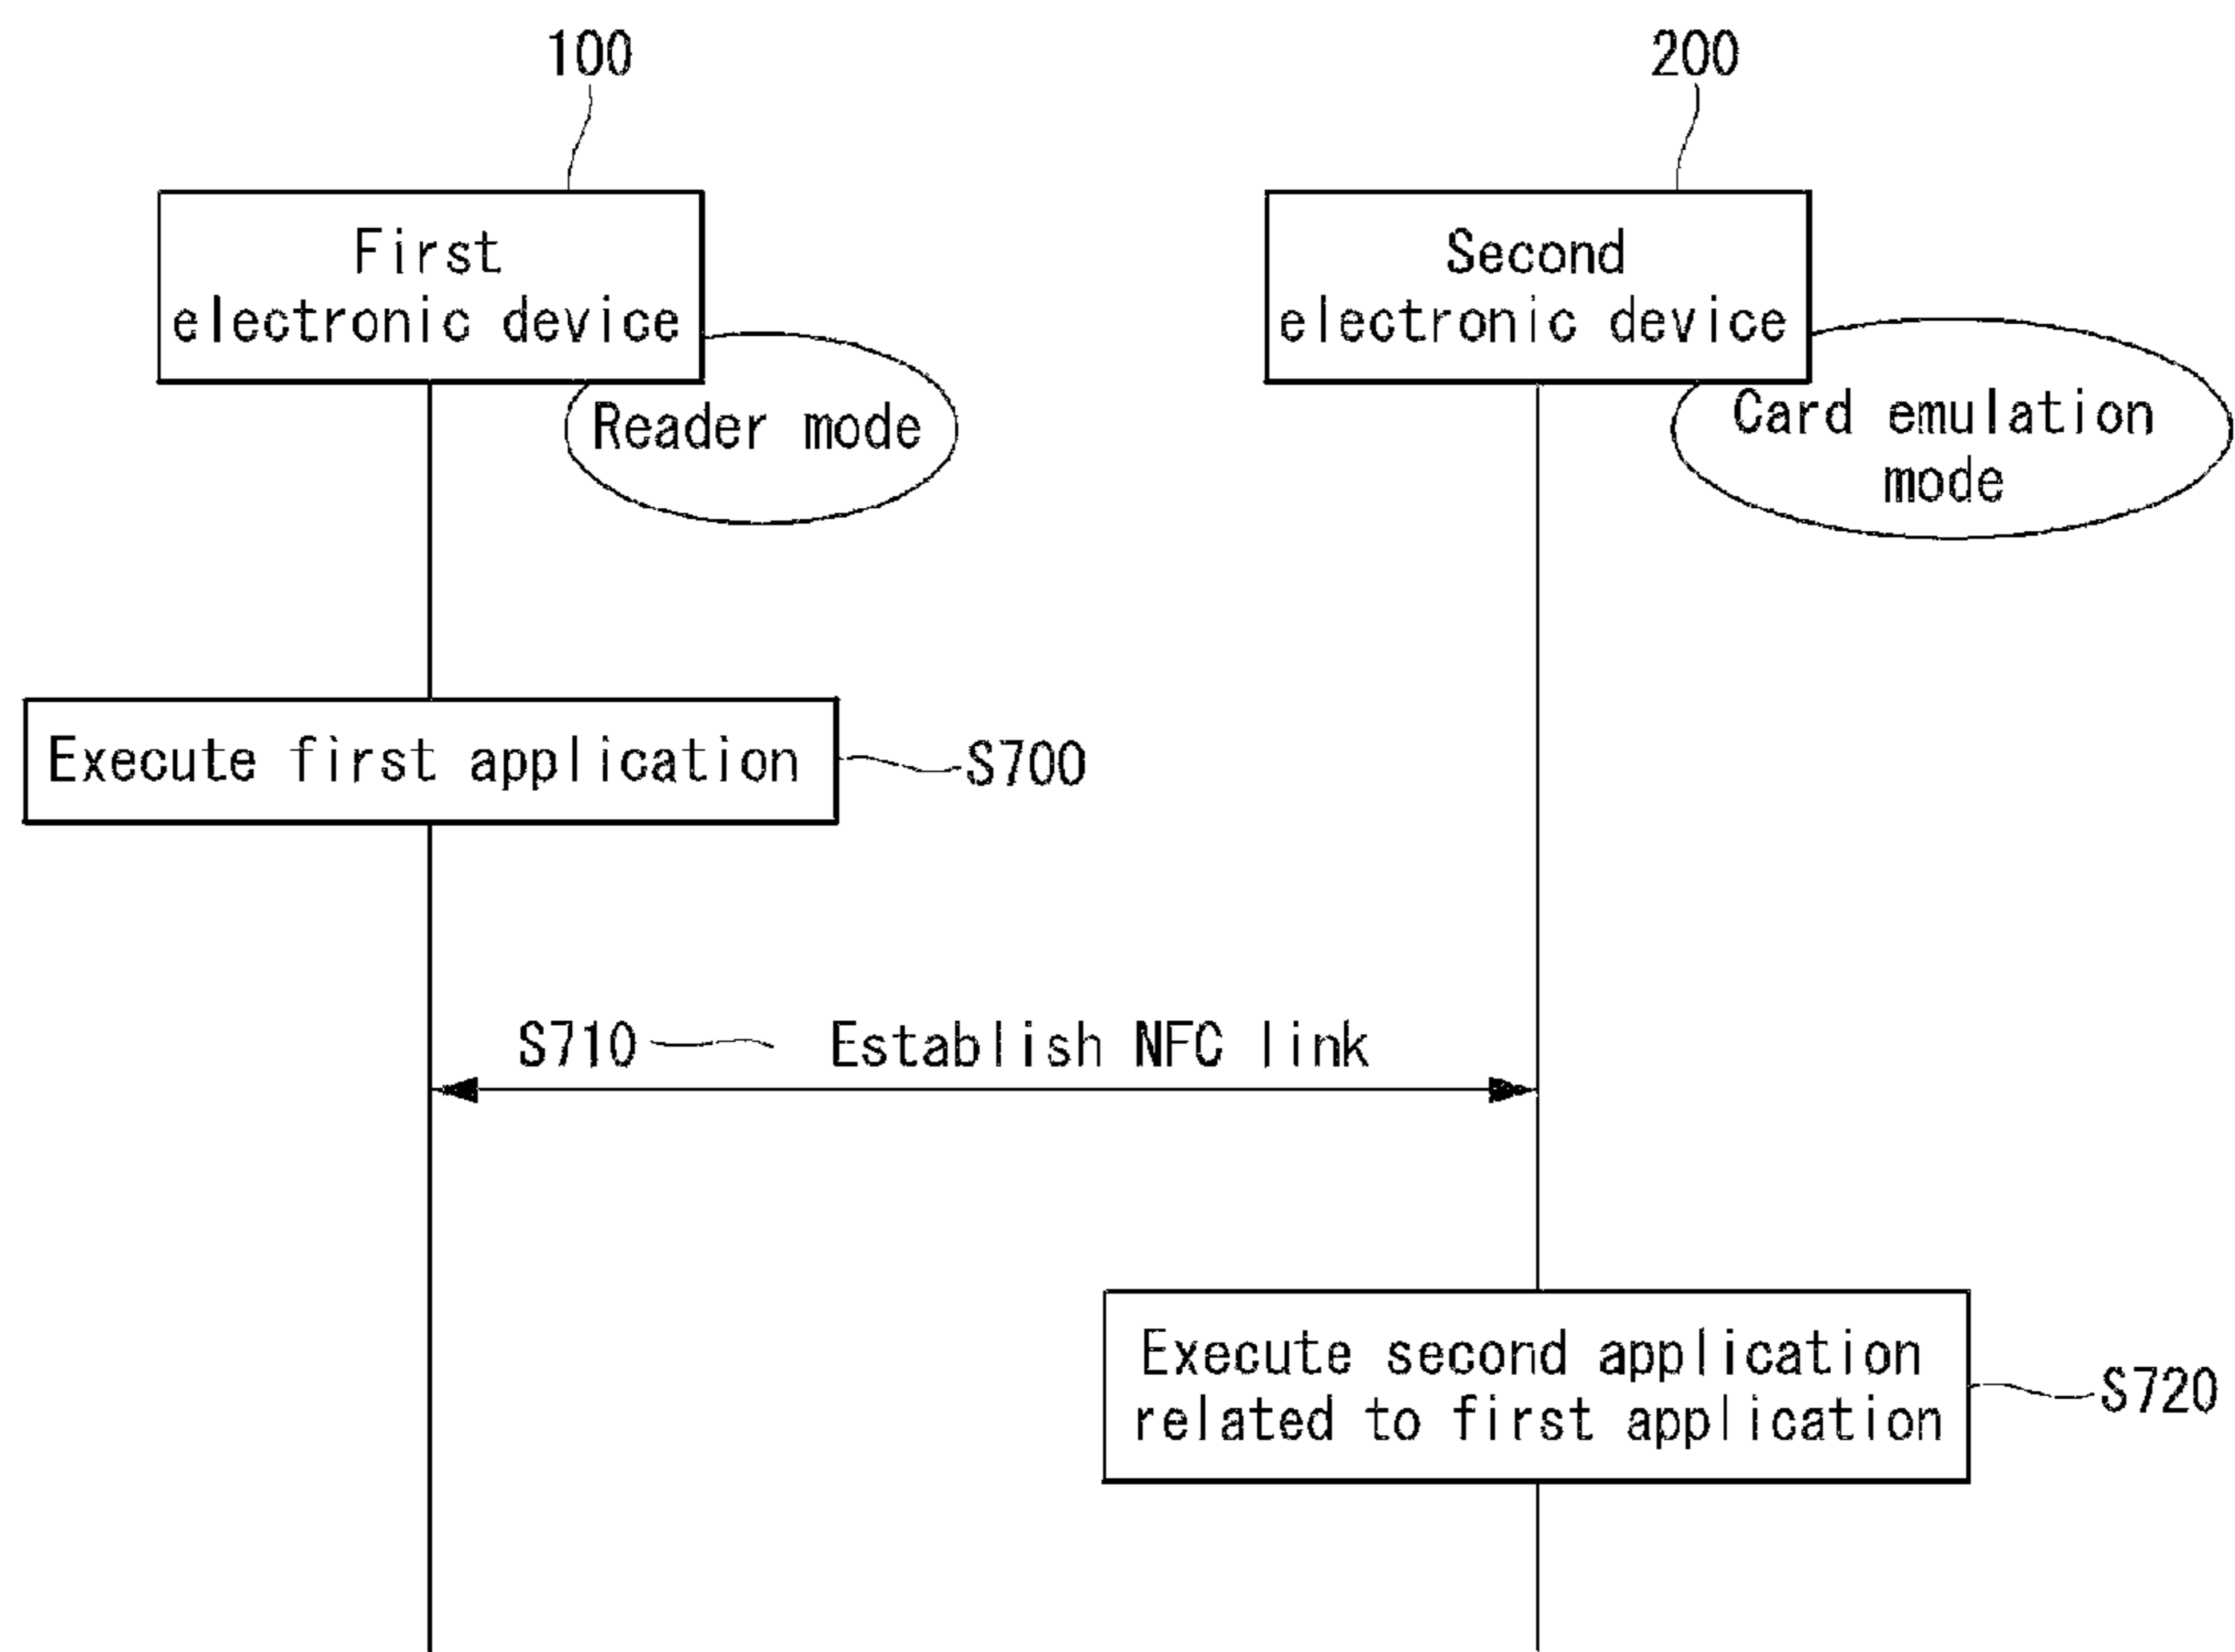 100
200
First
electronic device
Second
electronic device
Reader mode
Card emulation
mode
Execute first application
S700
S710
Establish NFC link
Execute second application
related to first application
S720